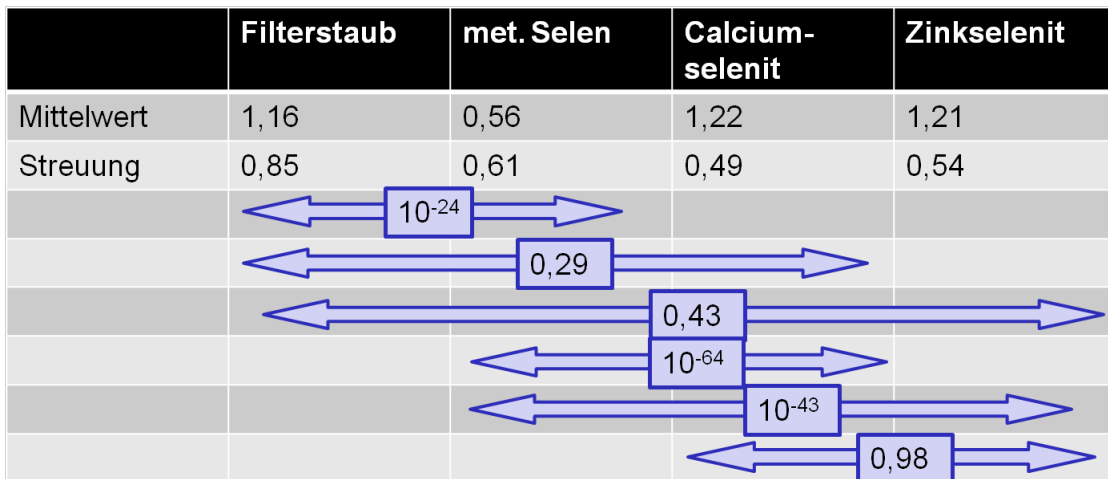 Filterstaub met. Selen Calcium-
selenit Zinkselenit
Mittelwert 1,16 0,56 1,22 1,21
Streuung 0,85 0,61 0,49 0,54
10⁻²⁴
0,29
0,43
10⁻⁶⁴
10⁻⁴³
0,98